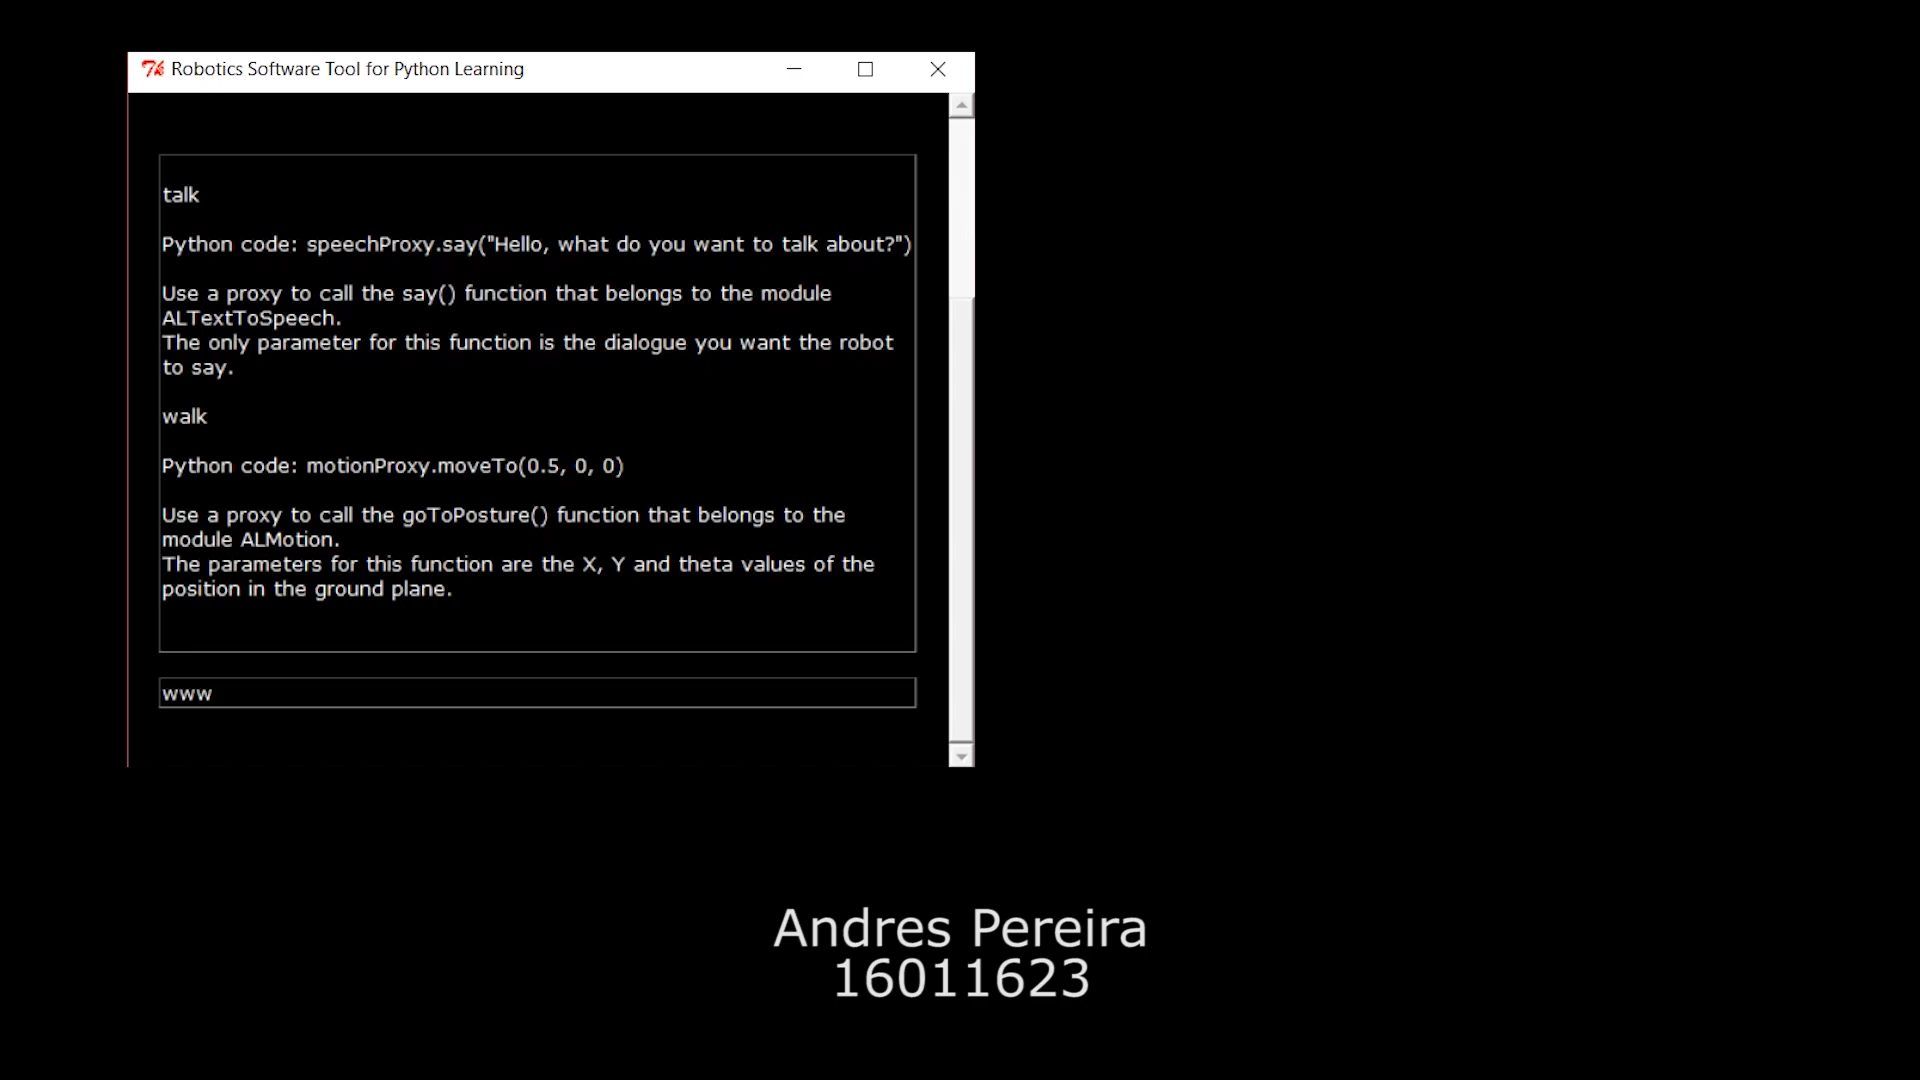 Robotics Software Tool for Python Learning
talk
Python code: speechProxy.say("Hello, what do you want to talk about?")
Use a proxy to call the say() function that belongs to the module
ALTextToSpeech.
The only parameter for this function is the dialogue you want the robot
to say.
walk
Python code: motionProxy.moveTo(0.5, 0, 0)
Use a proxy to call the goToPosture() function that belongs to the
module ALMotion.
The parameters for this function are the X, Y and theta values of the
position in the ground plane.
www
Andres Pereira
16011623